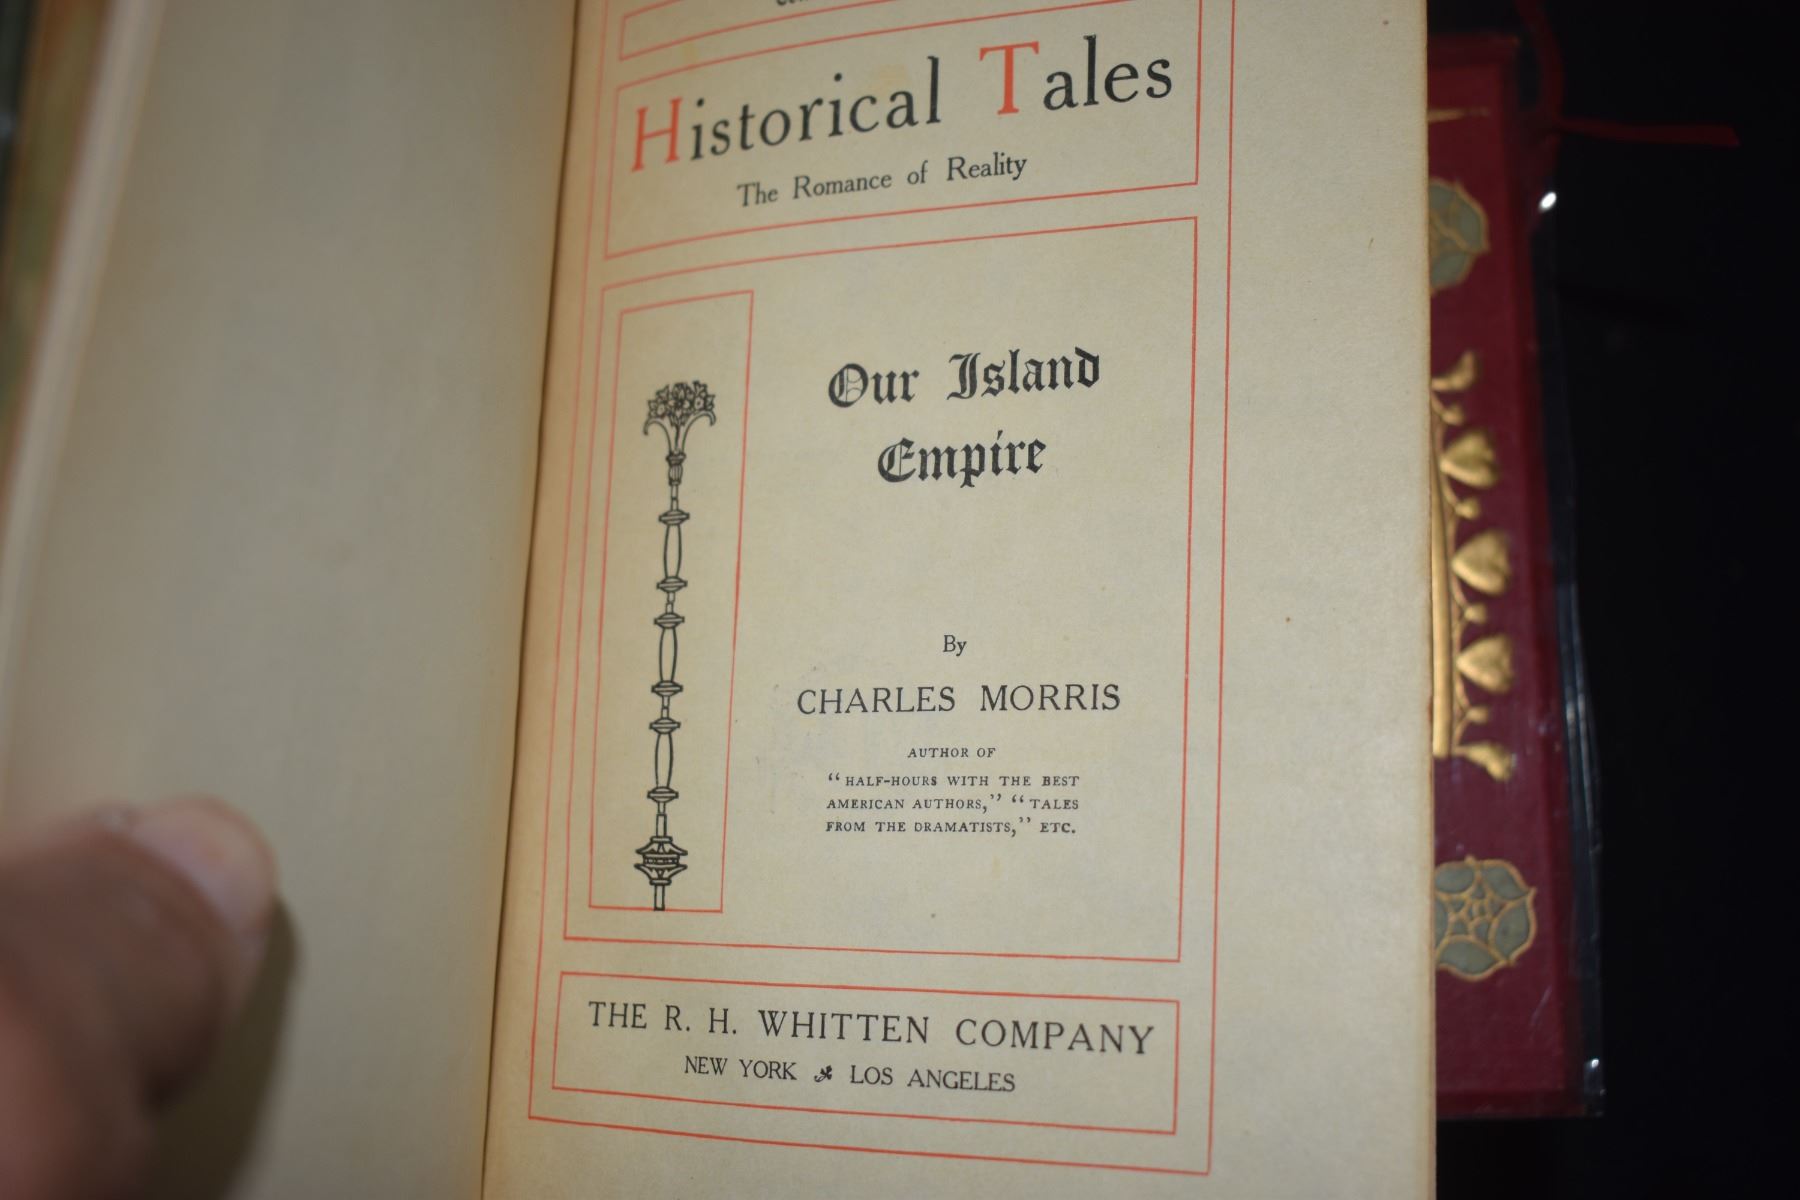 Historical Tales
The Romance of Reality
Our Island
Empire
By
CHARLES MORRIS
AUTHOR OF
“HALF-HOURS WITH THE BEST
AMERICAN AUTHORS,” “TALES
FROM THE DRAMATISTS,” ETC.
THE R. H. WHITTEN COMPANY
NEW YORK LOS ANGELES